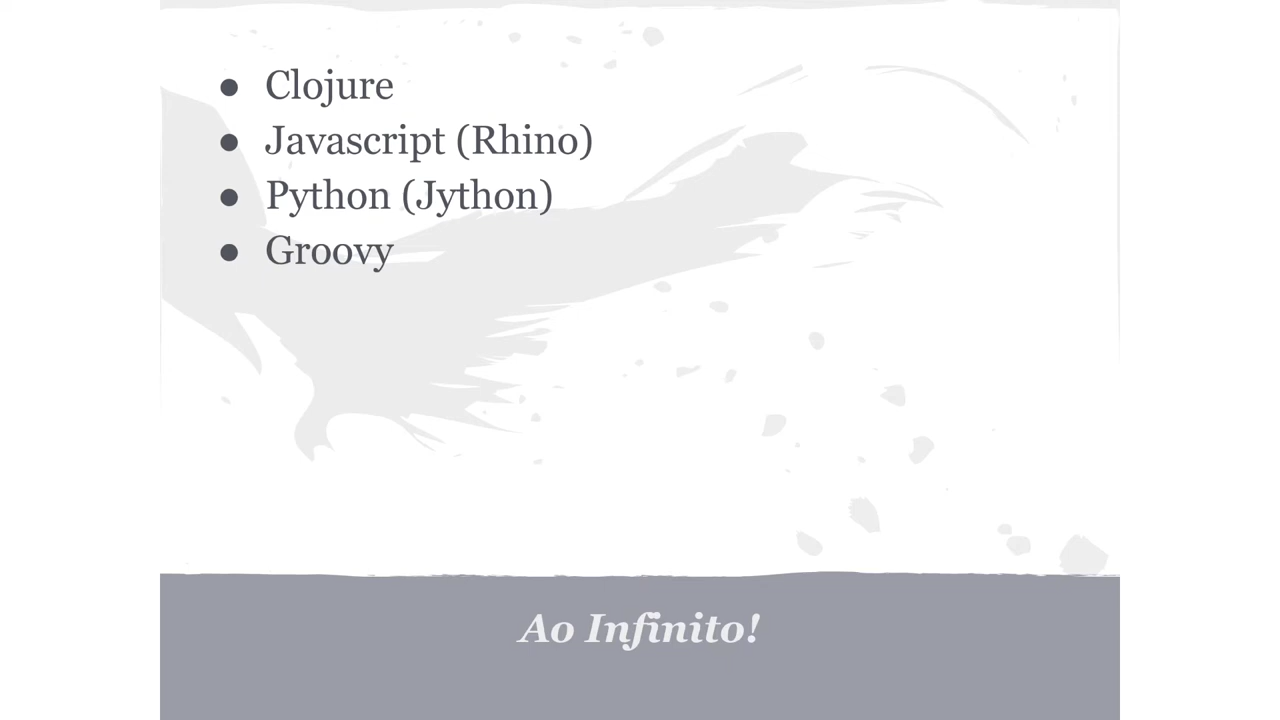 ● Clojure
● Javascript (Rhino)
● Python (Jython)
● Groovy
Ao Infinito!